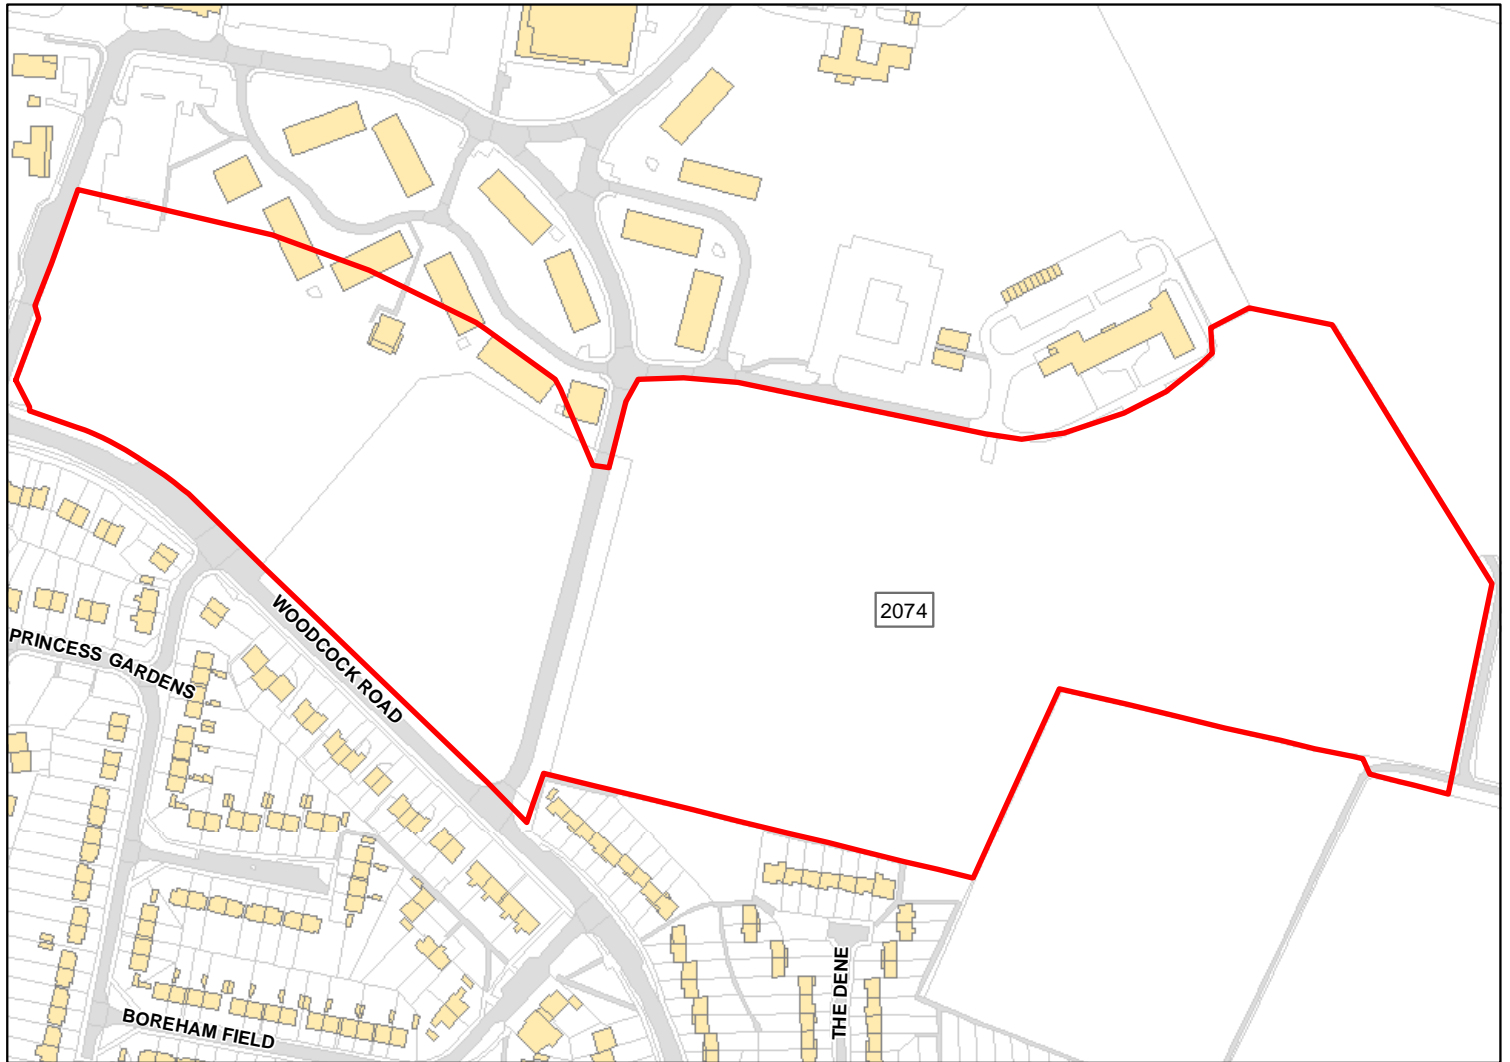 2074
WOODCOCK ROAD
PRINCESS GARDENS
THE DENE
BOREHAM FIELD